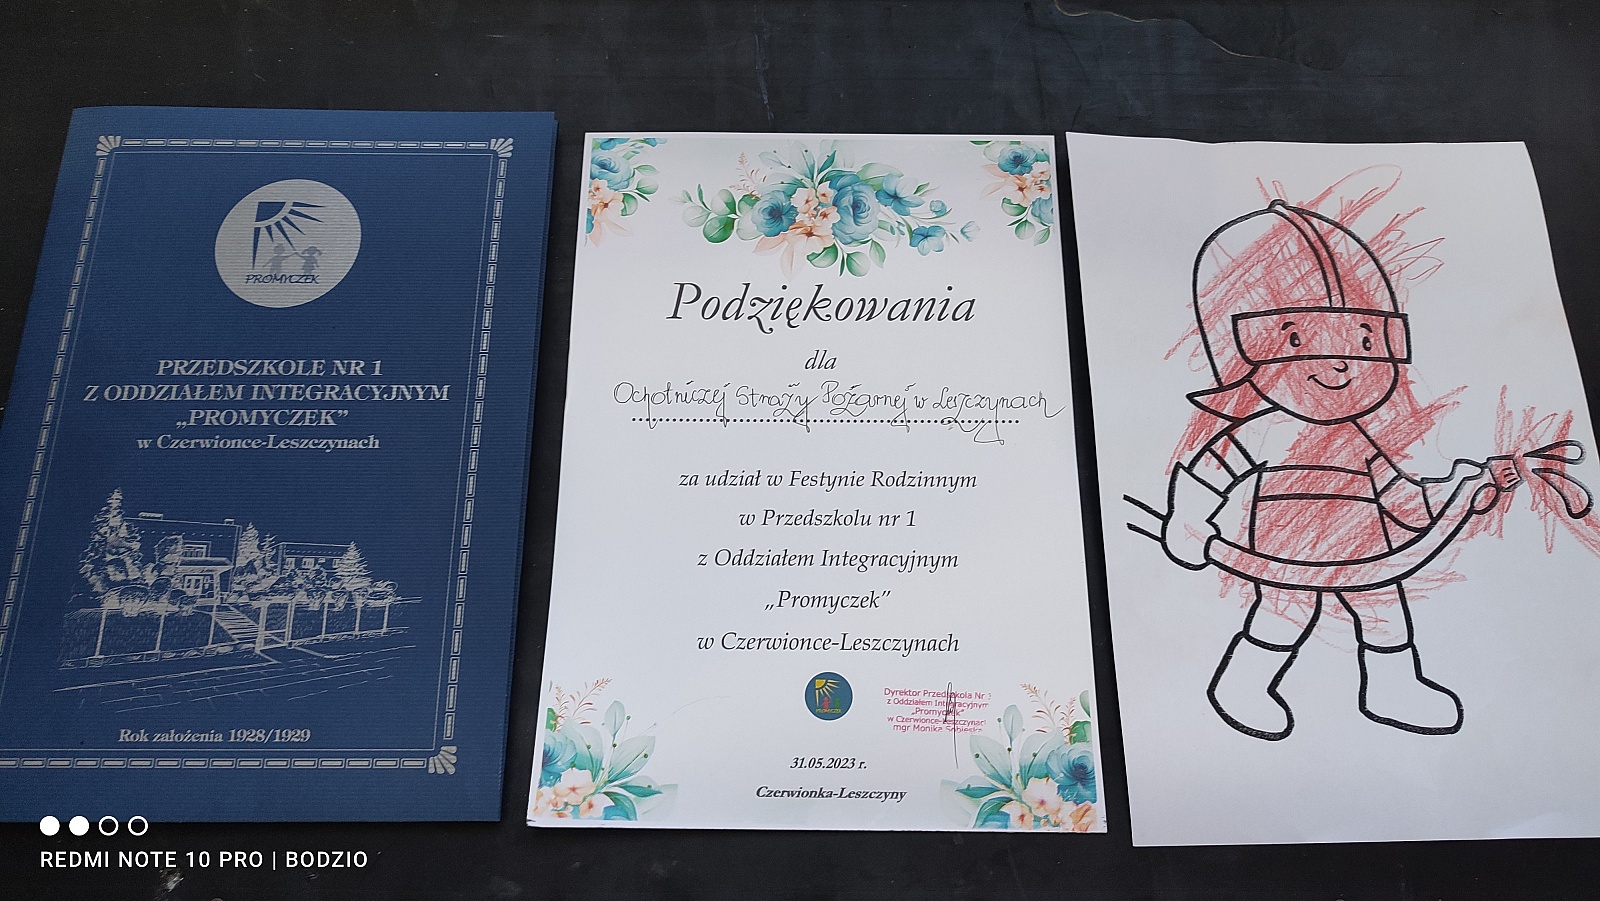 PROMYCZEK
PRZEDSZKOLE NR 1
Z ODDZIAŁEM INTEGRACYJNYM
„PROMYCZEK”
w Czerwionce-Leszczynach
Rok założenia 1928/1929
Podziękowania
dla
Ochotniczej Straży Pożarnej w Leszczynach
za udział w Festynie Rodzinnym
w Przedszkolu nr 1
z Oddziałem Integracyjnym
„Promyczek”
w Czerwionce-Leszczynach
PROMYCZEK
Dyrektor Przedszkola Nr
z Oddziałem Integracyjnym
„Promyczek”
w Czerwionce-Leszczynach
mgr Monika
31.05.2023 r.
Czerwionka-Leszczyny
REDMI NOTE 10 PRO | BODZIO